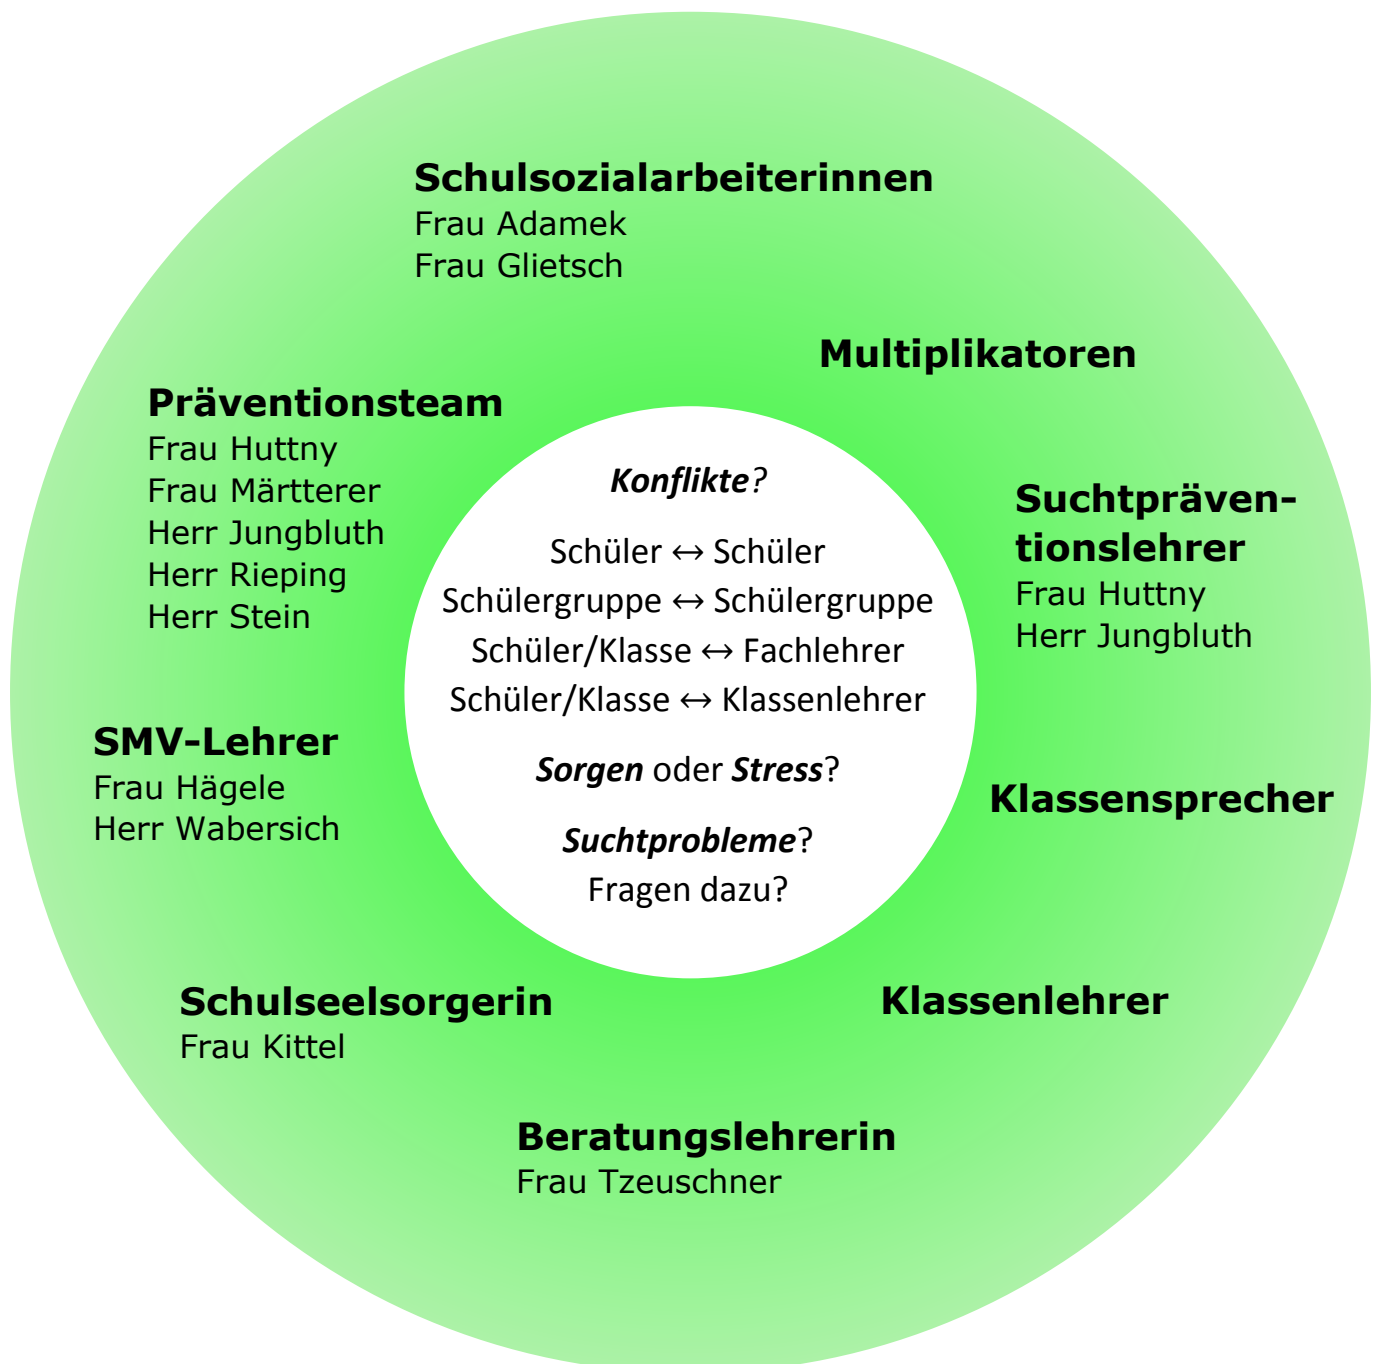 Schulsozialarbeiterinnen
Frau Adamek
Frau Glietsch
Multiplikatoren
Präventionsteam
Frau Huttny
Frau Märtterer
Herr Jungbluth
Herr Rieping
Herr Stein
Konflikte?
Schüler ↔ Schüler
Schülergruppe ↔ Schülergruppe
Schüler/Klasse ↔ Fachlehrer
Schüler/Klasse ↔ Klassenlehrer
Sorgen oder Stress?
Suchtprobleme?
Fragen dazu?
Suchtpräven-
tionslehrer
Frau Huttny
Herr Jungbluth
SMV-Lehrer
Frau Hägele
Herr Wabersich
Klassensprecher
Schulseelsorgerin
Frau Kittel
Klassenlehrer
Beratungslehrerin
Frau Tzeuschner